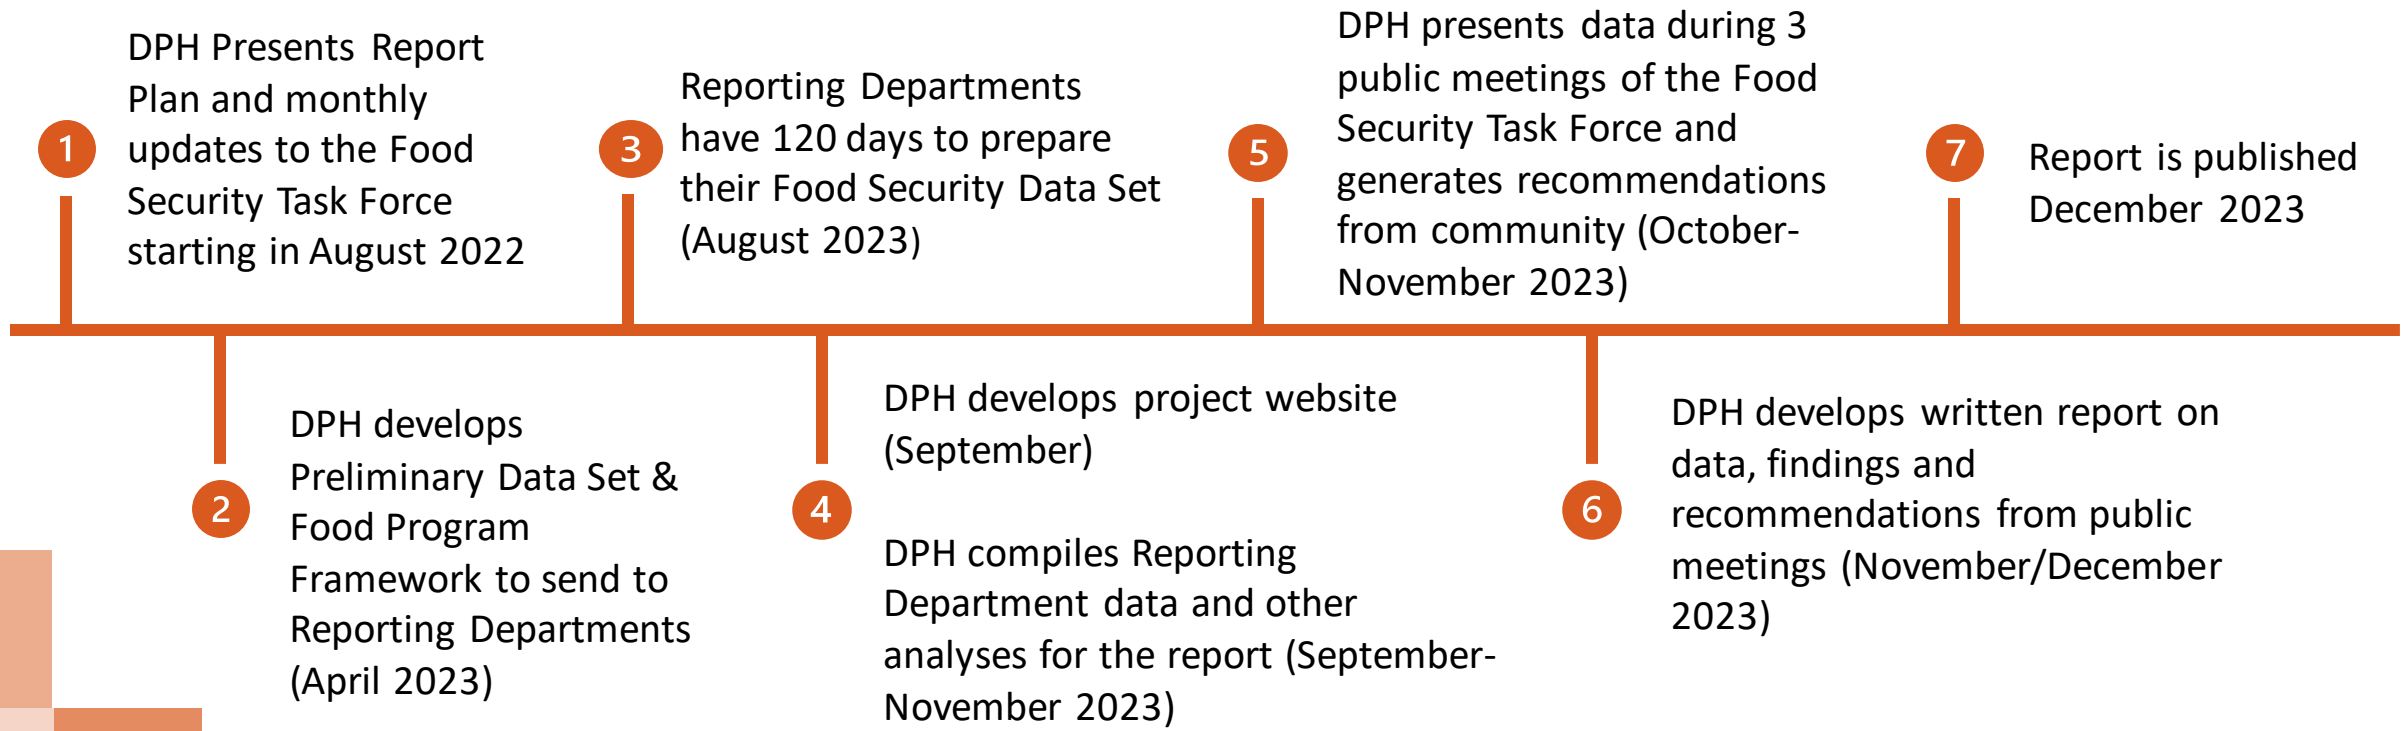 1
DPH Presents Report
Plan and monthly
updates to the Food
Security Task Force
starting in August 2022
2
DPH develops
Preliminary Data Set &
Food Program
Framework to send to
Reporting Departments
(April 2023)
3
Reporting Departments
have 120 days to prepare
their Food Security Data Set
(August 2023)
4
DPH develops project website
(September)
DPH compiles Reporting
Department data and other
analyses for the report (September-
November 2023)
5
DPH presents data during 3
public meetings of the Food
Security Task Force and
generates recommendations
from community (October-
November 2023)
6
DPH develops written report on
data, findings and
recommendations from public
meetings (November/December
2023)
7
Report is published
December 2023